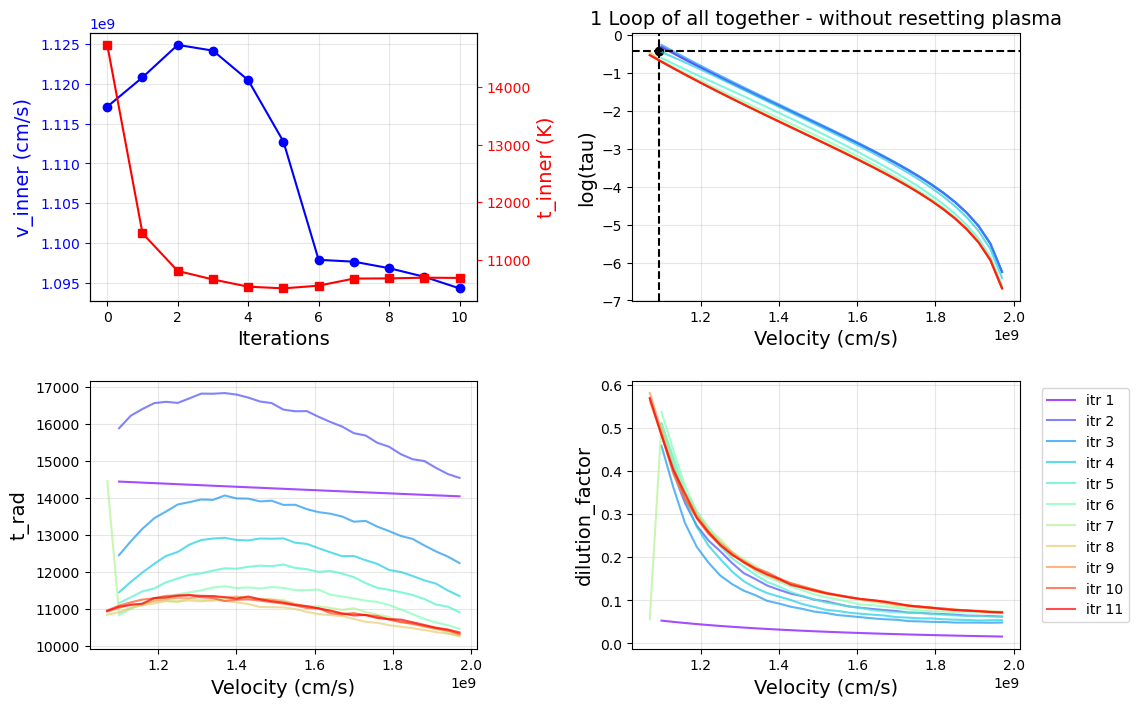 1 Loop of all together - without resetting plasma
1e9
1.125
1.120
1.115
1.110
1.105
1.100
1.095
v_inner (cm/s)
14000
13000
12000
11000
t_inner (K)
0 2 4 6 8 10
Iterations
0
−1
−2
−3
−4
−5
−6
−7
log(tau)
1.2 1.4 1.6 1.8 2.0
1e9
Velocity (cm/s)
17000
16000
15000
14000
13000
12000
11000
10000
t_rad
1.2 1.4 1.6 1.8 2.0
1e9
Velocity (cm/s)
0.6
0.5
0.4
0.3
0.2
0.1
0.0
dilution_factor
1.2 1.4 1.6 1.8 2.0
1e9
Velocity (cm/s)
itr 1
itr 2
itr 3
itr 4
itr 5
itr 6
itr 7
itr 8
itr 9
itr 10
itr 11